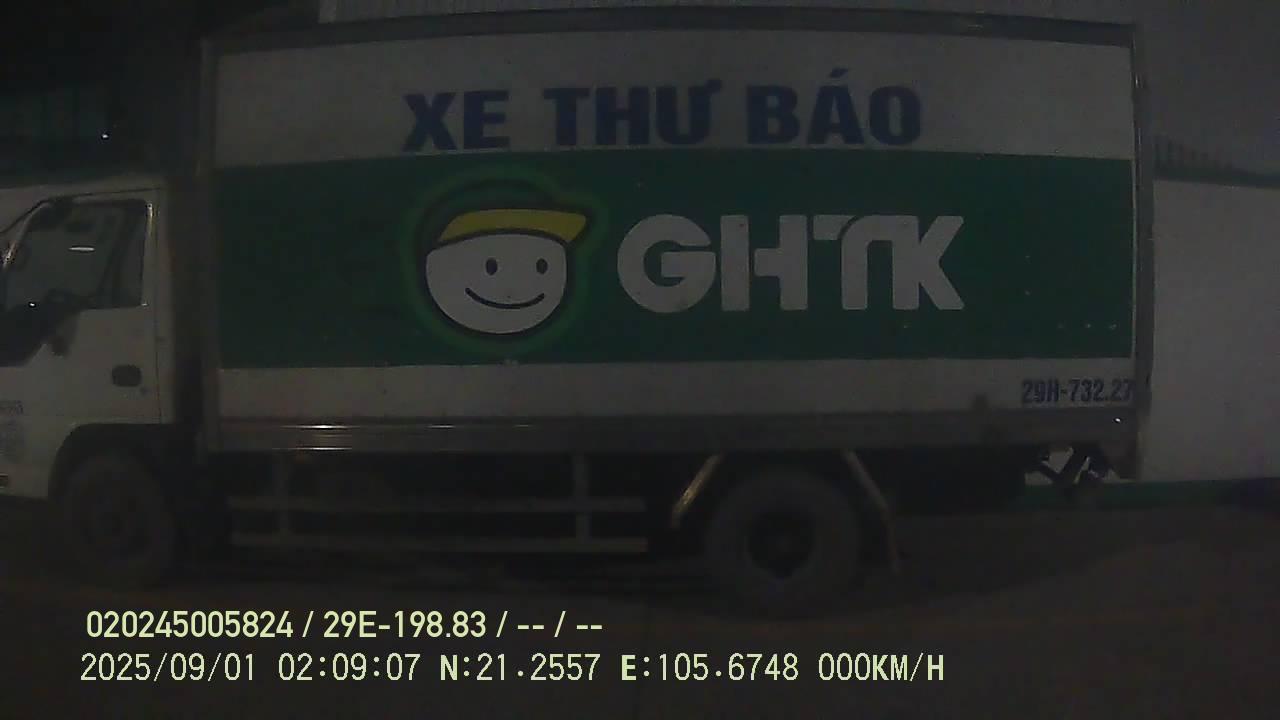 XE THƯ BÁO
GHTK
29H-732.27
020245005824 / 29E-198.83 / -- / --
2025/09/01 02:09:07 N:21.2557 E:105.6748 000KM/H